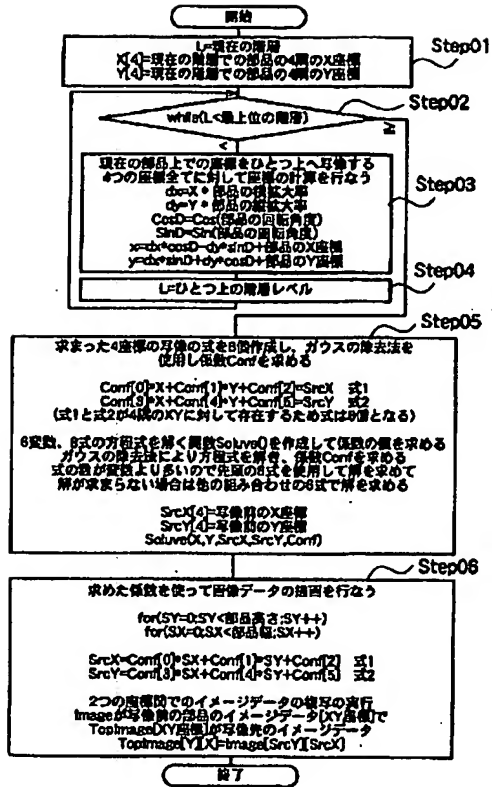 開始
L=現在の階層
X[4]=現在の階層での部品の4隅のX座標
Y[4]=現在の階層での部品の4隅のY座標
Step01
Step02
while(L<最上位の階層)
Step03
現在の部品上での座標をひとつ上へ写像する
4つの座標全てに対して座標の計算を行なう
dx=X * 部品の横拡大率
dy=Y * 部品の縦拡大率
CosD=Cos(部品の回転角度)
SinD=Sin(部品の回転角度)
x=dx*cosD-dy*sinD+部品のX座標
y=dx*sinD+dy*cosD+部品のY座標
Step04
L=ひとつ上の階層レベル
Step05
求まった4座標の写像の式を8個作成し、ガウスの除去法を
使用し係数Confを求める
Conf[0]*X+Conf[1]*Y+Conf[2]=SrcX 式1
Conf[3]*X+Conf[4]*Y+Conf[5]=SrcY 式2
(式1と式2が4隅のXYに対して存在するため式は8個となる)
6変数、8式の方程式を解く関数Soluve()を作成して係数の値を求める
ガウスの除去法により方程式を解き、係数Confを求める
式の数が変数より多いので先頭の6式を使用して解を求めて
解が求まらない場合は他の組み合わせの6式で解を求める
SrcX[4]=写像前のX座標
SrcY[4]=写像前のY座標
Soluve(X,Y,SrcX,SrcY,Conf)
Step06
求めた係数を使って画像データの描画を行なう
for(SY=0;SY<部品高さ;SY++)
for(SX=0;SX<部品幅;SX++)
SrcX=Conf[0]*SX+Conf[1]*SY+Conf[2] 式1
SrcY=Conf[3]*SX+Conf[4]*SY+Conf[5] 式2
2つの座標間でのイメージデータの複写の実行
Imageが写像前の部品のイメージデータ[XY座標]で
TopImage[XY座標]が写像先のイメージデータ
TopImage[Y][X]=Image[SrcY][SrcX]
終了